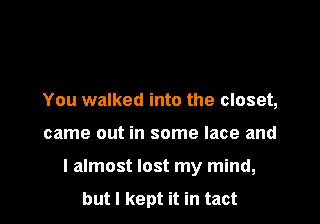 You walked into the closet,
came out in some lace and
I almost lost my mind,
but I kept it in tact